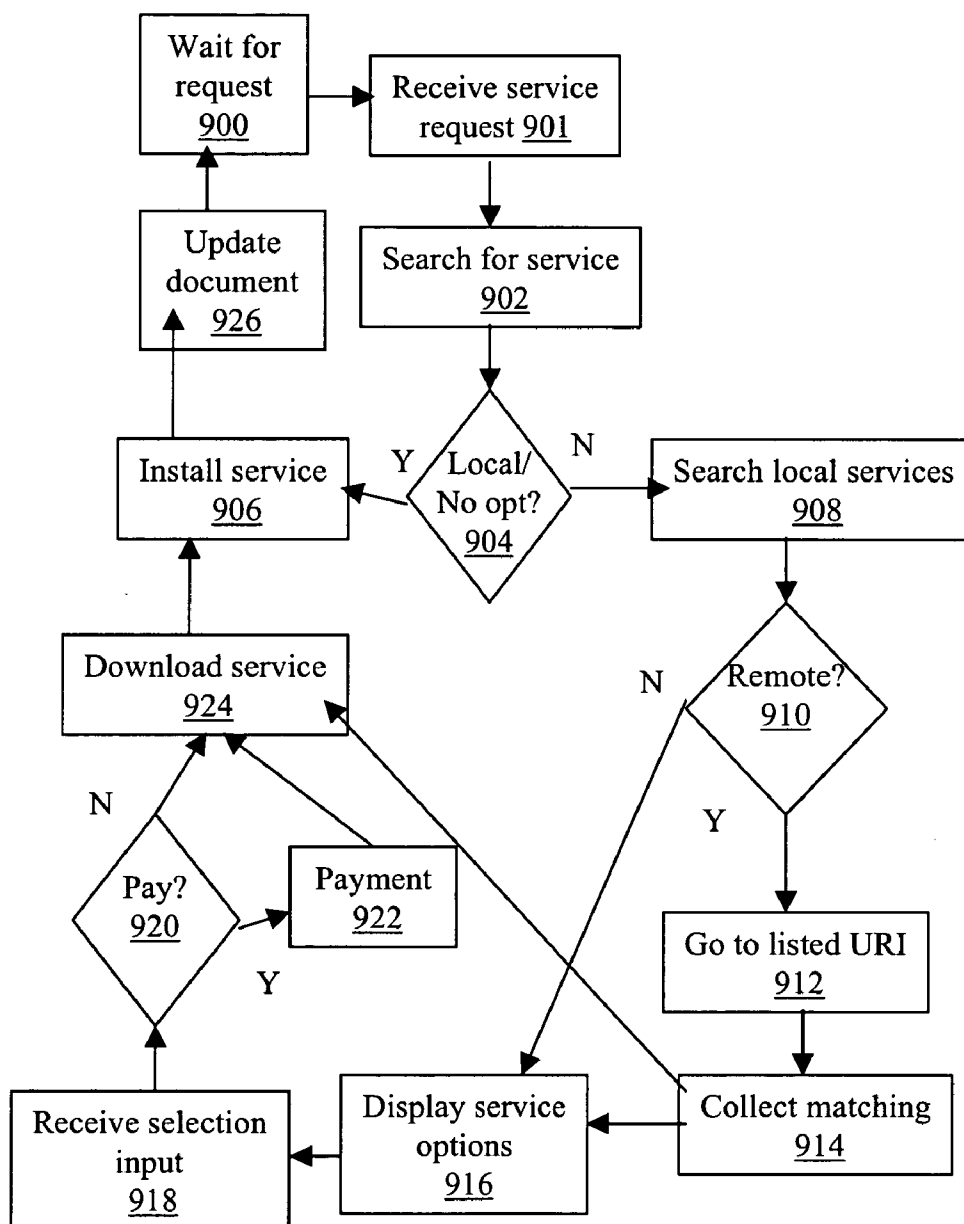 Wait for
request
900
Receive service
request 901
Update
document
926
Search for service
902
Install service
906
Y
Local/
No opt?
904
N
Search local services
908
Download service
924
N
Remote?
910
Y
N
Pay?
920
Y
Payment
922
Go to listed URI
912
Receive selection
input
918
Display service
options
916
Collect matching
914